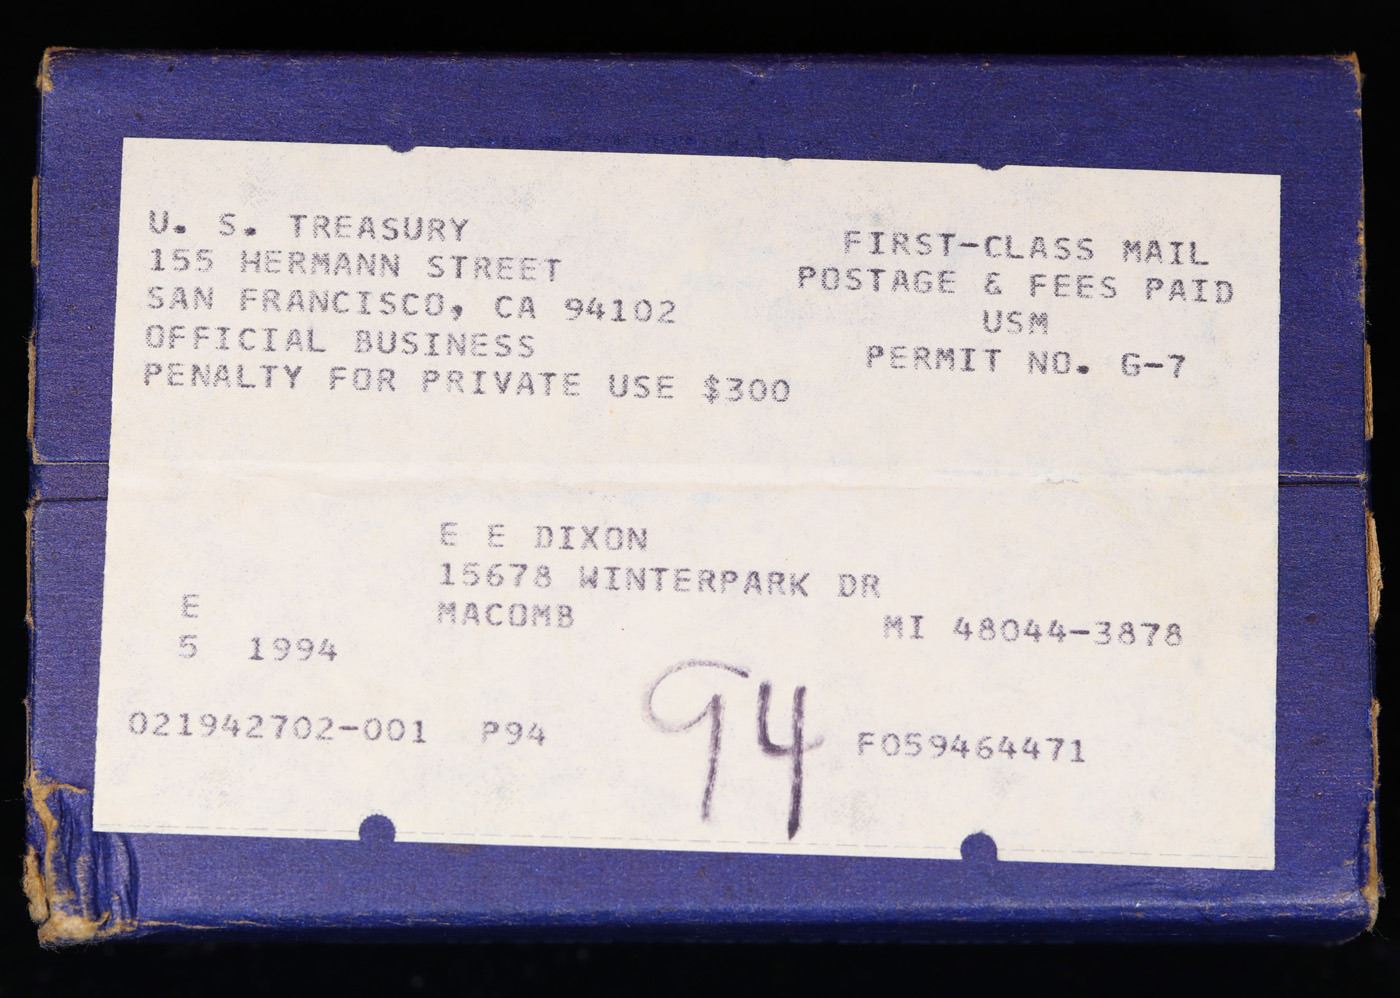 U. S. TREASURY
155 HERMANN STREET
SAN FRANCISCO, CA 94102
OFFICIAL BUSINESS
PENALTY FOR PRIVATE USE $300
FIRST-CLASS MAIL
POSTAGE & FEES PAID
USM
PERMIT NO. G-7
E E DIXON
15678 WINTERPARK DR
MACOMB MI 48044-3878
E
5 1994
021942702-001 P94
94
F059464471